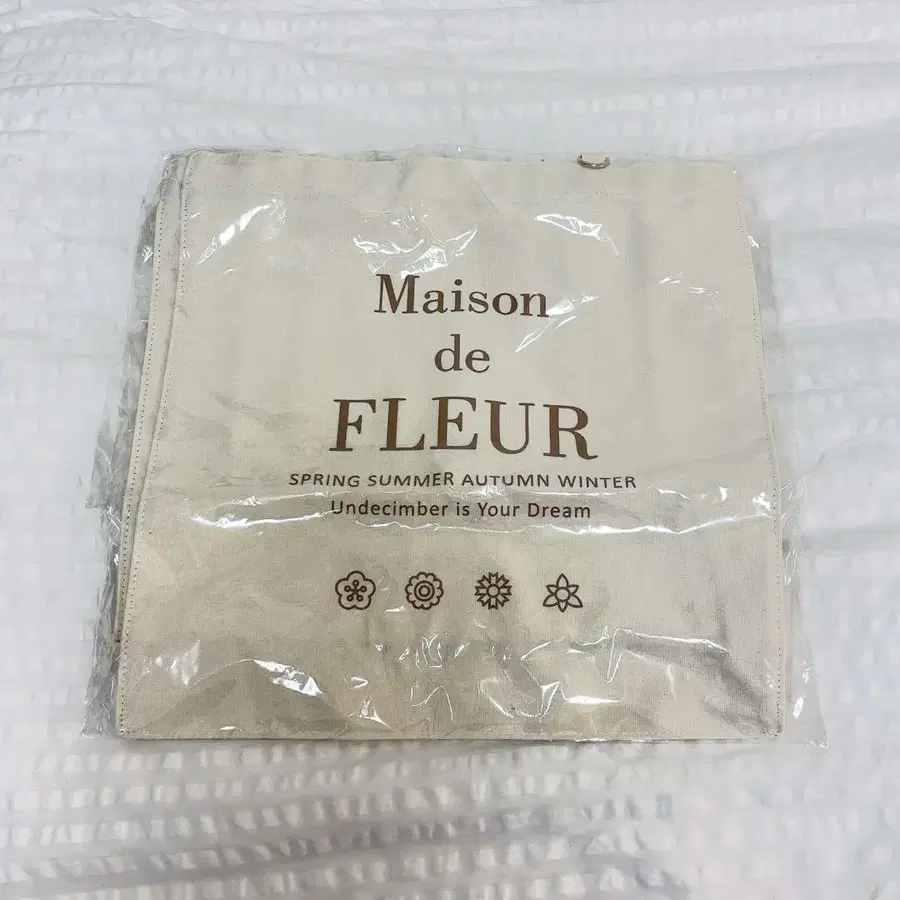 Maison
de
FLEUR
SPRING SUMMER AUTUMN WINTER
Undecimber is Your Dream